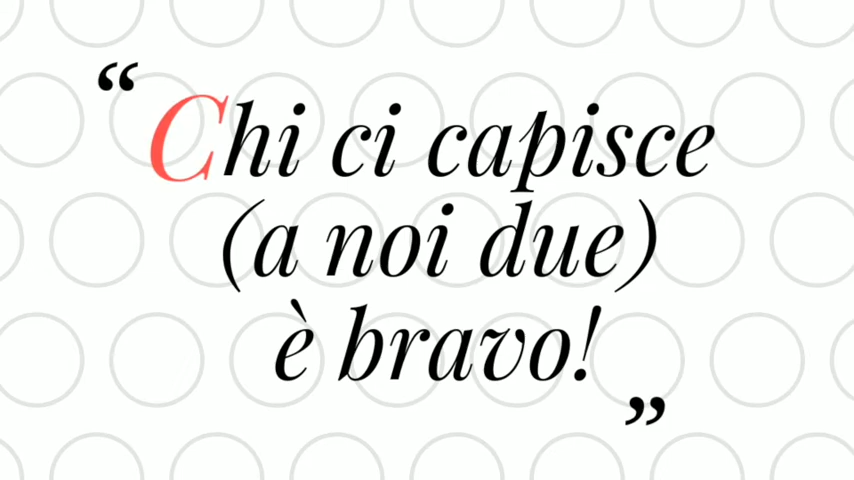 “Chi ci capisce
(a noi due)
è bravo!”